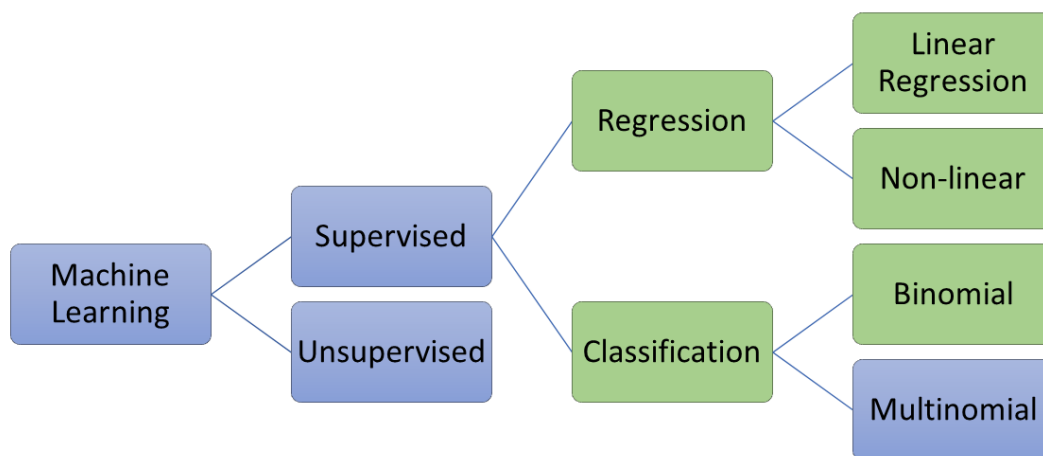 Linear
Regression
Regression
Non-linear
Supervised
Machine
Learning
Binomial
Unsupervised
Classification
Multinomial